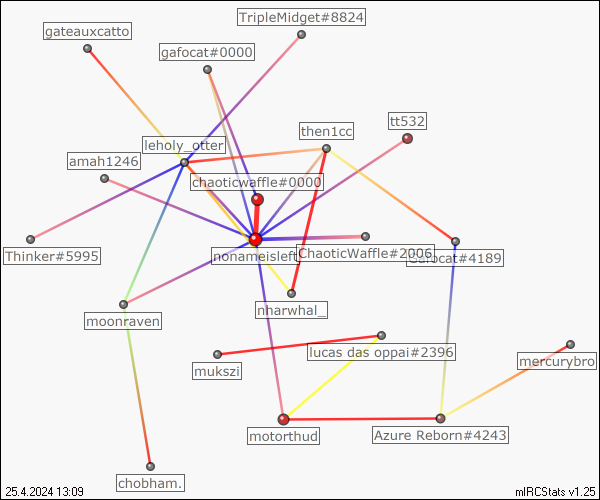 TripleMidget#8824
gateauxcatto
gafocat#0000
tt532
then1cc
leholy_otter
amah1246
chaoticwaffle#0000
Thinker#5995
nonameisleft
ChaoticWaffle#2006
Gafocat#4189
nharwhal_
moonraven
lucas das oppai#2396
mercurybro
mukszi
motorthud
Azure Reborn#4243
chobham.
25.4.2024 13:09
mIRCStats v1.25